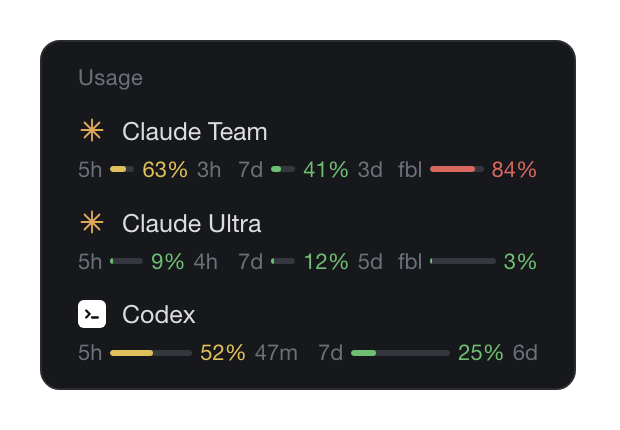 Usage
Claude Team
5h 63% 3h 7d 41% 3d fbl 84%
Claude Ultra
5h 9% 4h 7d 12% 5d fbl 3%
Codex
5h 52% 47m 7d 25% 6d